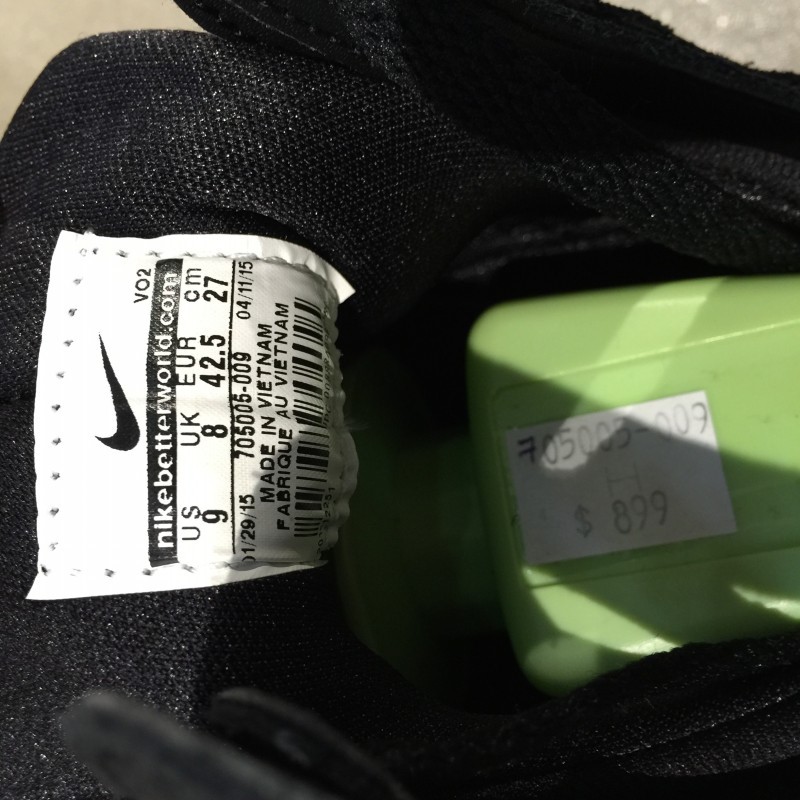 VO2
nikebetterworld.com
US UK EUR cm
9 8 42.5 27
705005-009
01/29/15 04/11/15
MADE IN VIETNAM
FABRIQUE AU VIETNAM
705005-009
H
$ 899